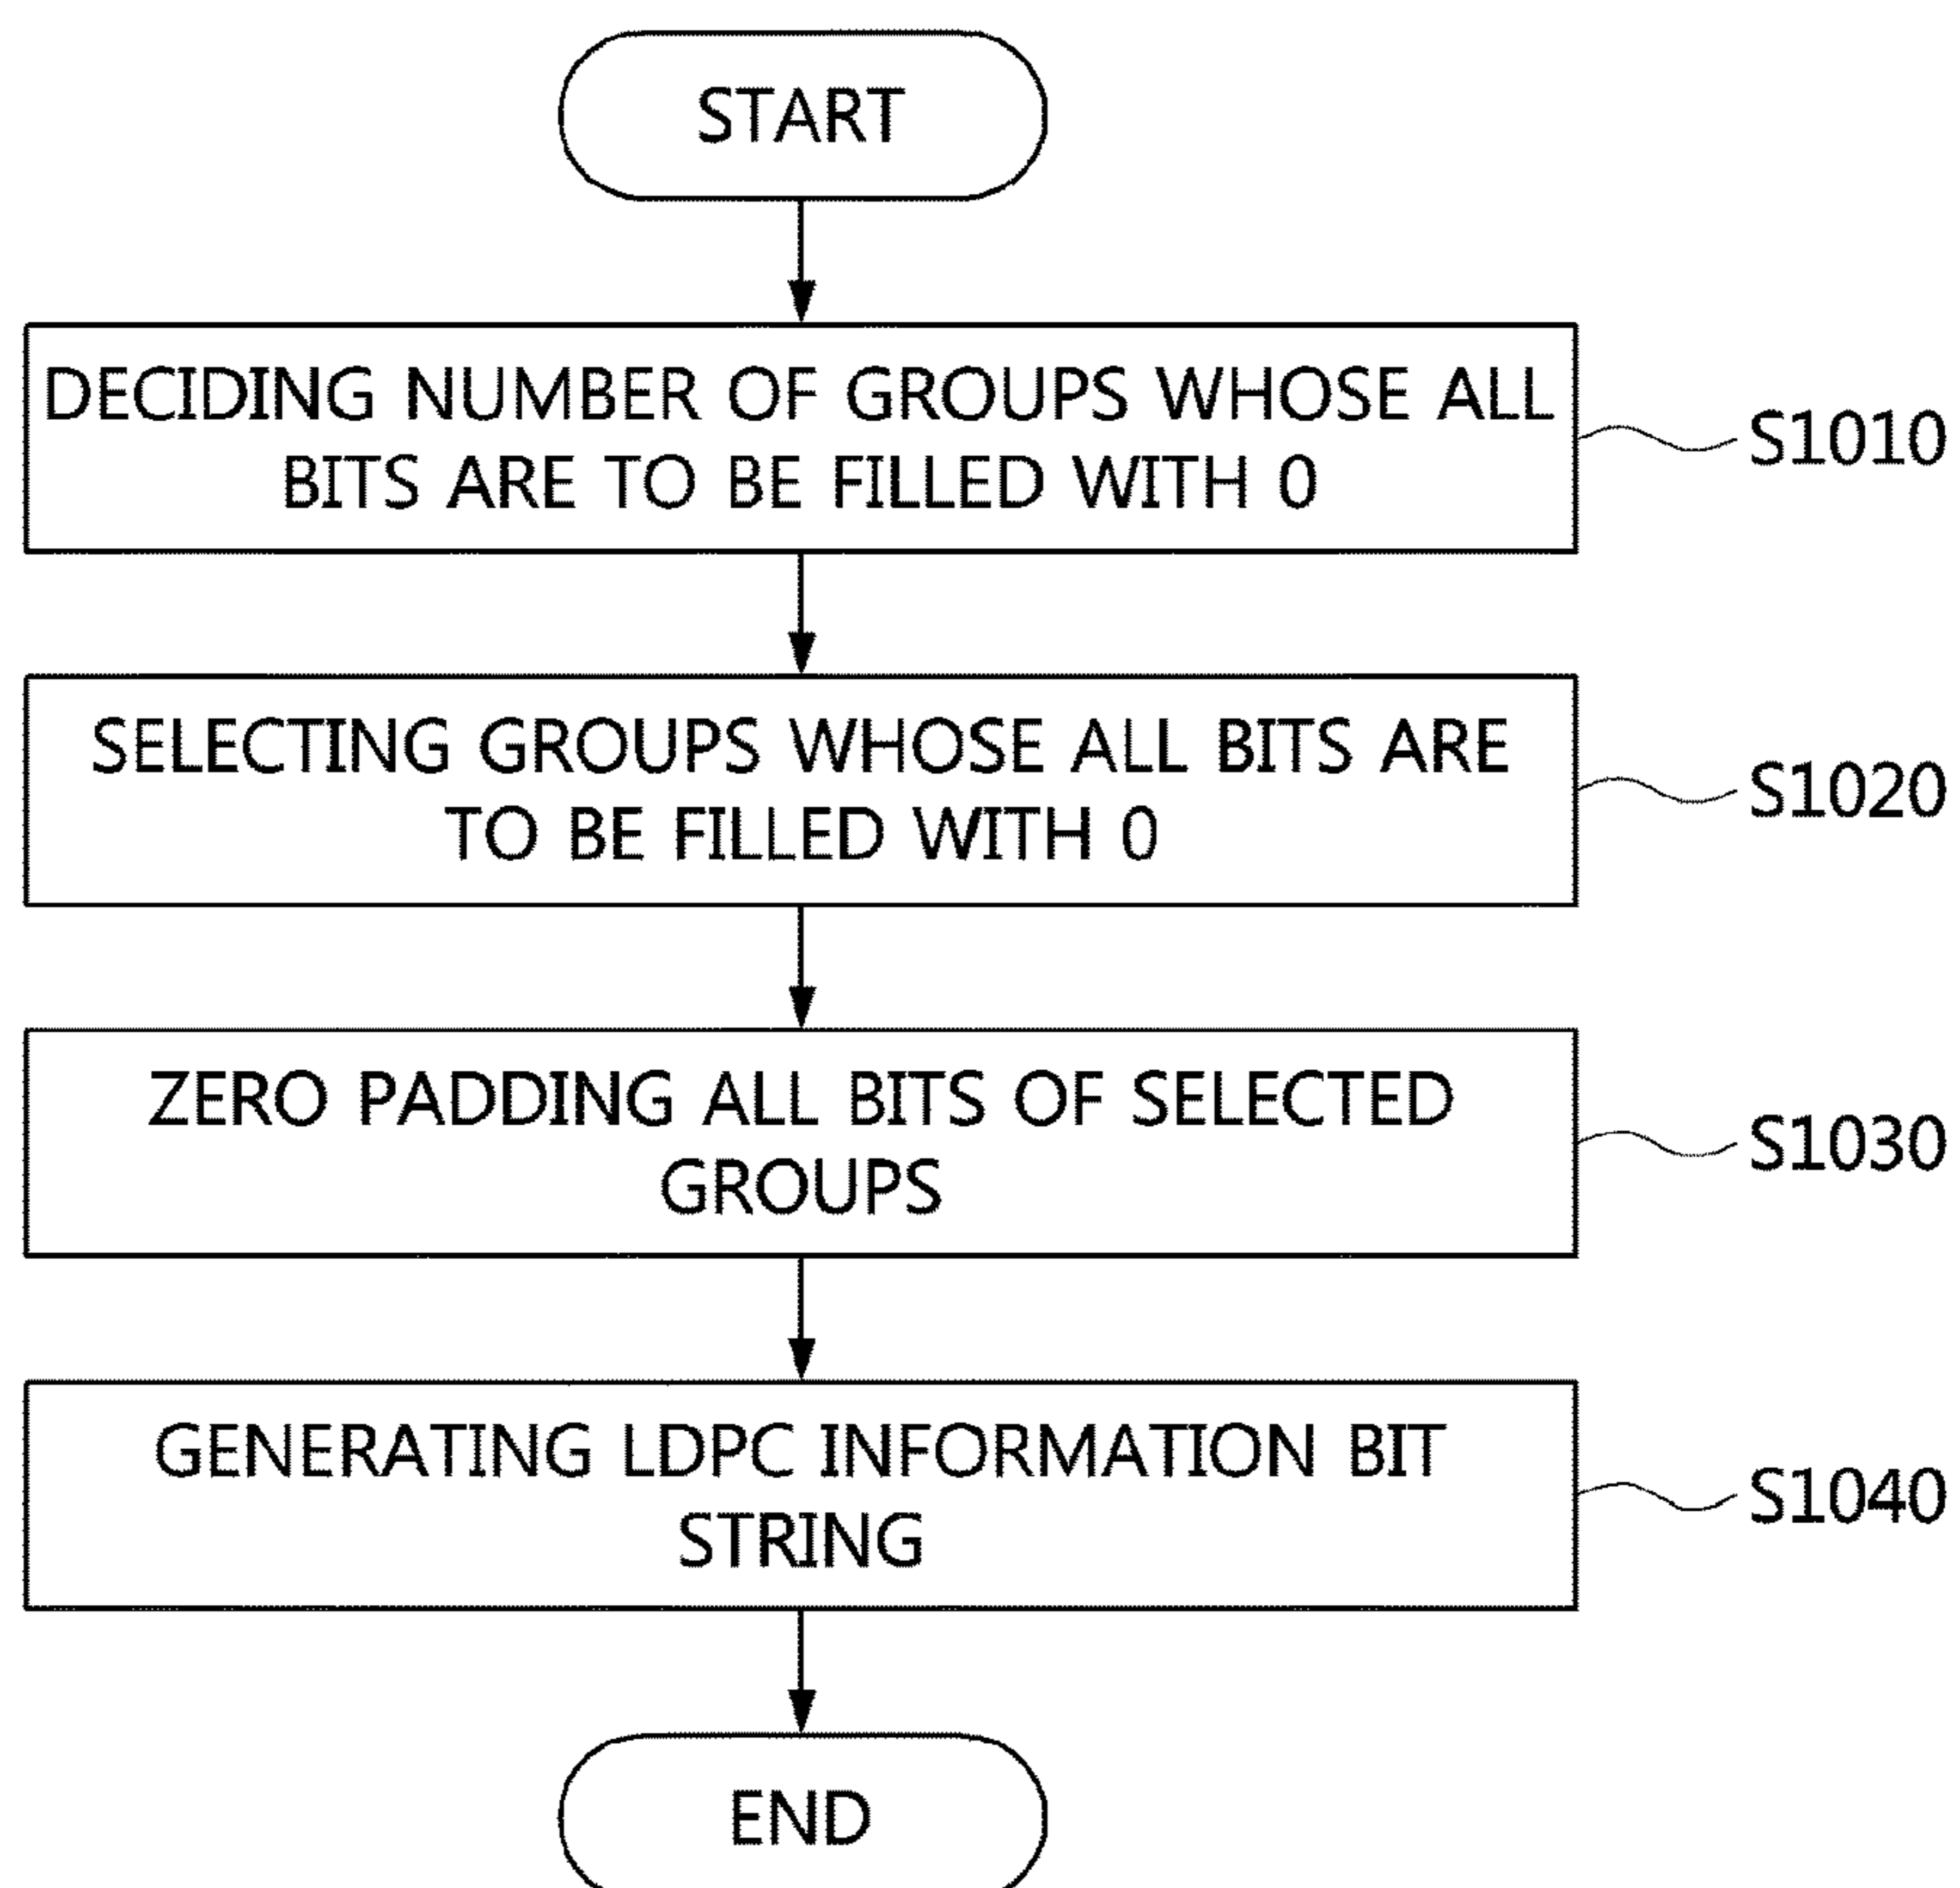 START
DECIDING NUMBER OF GROUPS WHOSE ALL
BITS ARE TO BE FILLED WITH 0
S1010
SELECTING GROUPS WHOSE ALL BITS ARE
TO BE FILLED WITH 0
S1020
ZERO PADDING ALL BITS OF SELECTED
GROUPS
S1030
GENERATING LDPC INFORMATION BIT
STRING
S1040
END